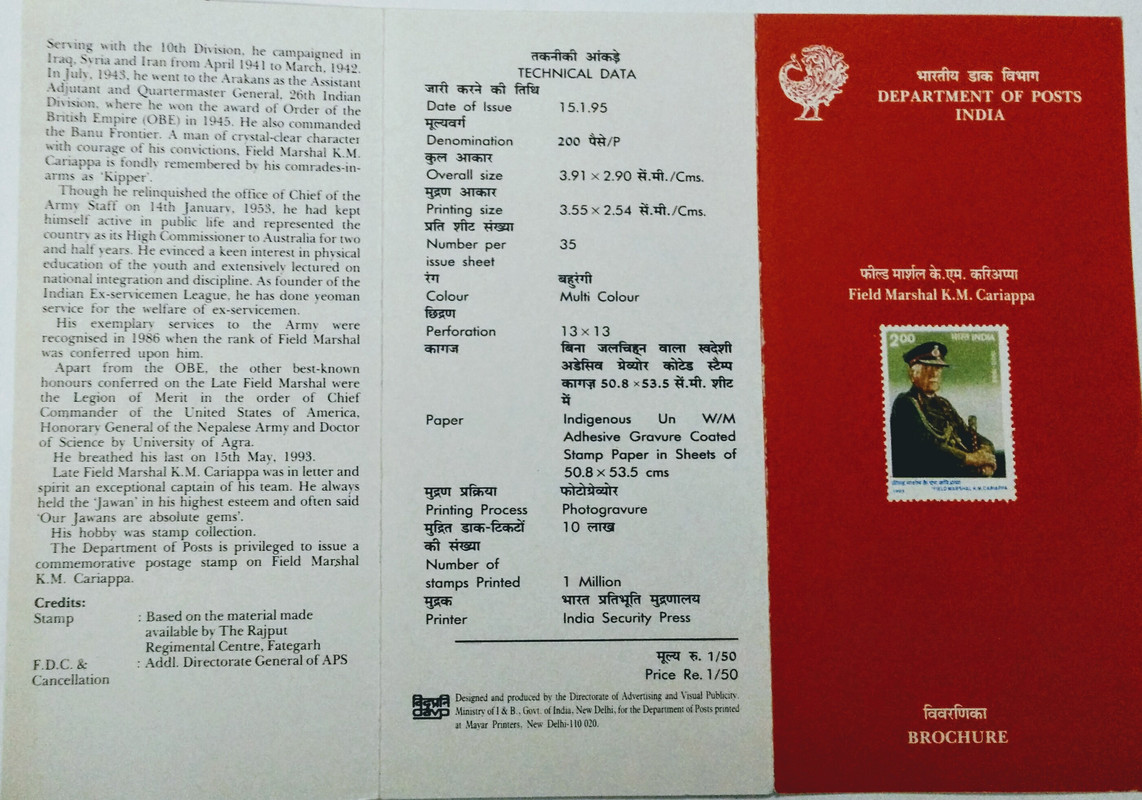 Serving with the 10th Division, he campaigned in
Iraq, Syria and Iran from April 1941 to March, 1942.
In July, 1943, he went to the Arakans as the Assistant
Adjutant and Quartermaster General, 26th Indian
Division, where he won the award of Order of the
British Empire (OBE) in 1945. He also commanded
the Banu Frontier. A man of crystal-clear character
with courage of his convictions, Field Marshal K.M.
Cariappa is fondly remembered by his comrades-in-
arms as 'Kipper'.
Though he relinquished the office of Chief of the
Army Staff on 14th January, 1953, he had kept
himself active in public life and represented the
country as its High Commissioner to Australia for two
and half years. He evinced a keen interest in physical
education of the youth and extensively lectured on
national integration and discipline. As founder of the
Indian Ex-servicemen League, he has done yeoman
service for the welfare of ex-servicemen.
His exemplary services to the Army were
recognised in 1986 when the rank of Field Marshal
was conferred upon him.
Apart from the OBE, the other best-known
honours conferred on the Late Field Marshal were
the Legion of Merit in the order of Chief
Commander of the United States of America,
Honorary General of the Nepalese Army and Doctor
of Science by University of Agra.
He breathed his last on 15th May, 1993.
Late Field Marshal K.M. Cariappa was in letter and
spirit an exceptional captain of his team. He always
held the 'Jawan' in his highest esteem and often said
'Our Jawans are absolute gems'.
His hobby was stamp collection.
The Department of Posts is privileged to issue a
commemorative postage stamp on Field Marshal
K.M. Cariappa.
Credits:
Stamp : Based on the material made
available by The Rajput
Regimental Centre, Fategarh
F.D.C. & : Addl. Directorate General of APS
Cancellation
तकनीकी आंकड़े
TECHNICAL DATA
जारी करने की तिथि
Date of Issue 15.1.95
मूल्यवर्ग
Denomination 200 पैसे/P
कुल आकार
Overall size 3.91 × 2.90 सें.मी./Cms.
मुद्रण आकार
Printing size 3.55 × 2.54 सें.मी./Cms.
प्रति शीट संख्या
Number per 35
issue sheet
रंग बहुरंगी
Colour Multi Colour
छिद्रण
Perforation 13 × 13
कागज बिना जलचिह्न वाला स्वदेशी
अडेसिव ग्रेव्योर कोटेड स्टैम्प
कागज़ 50.8 × 53.5 सें.मी. शीट
में
Paper Indigenous Un W/M
Adhesive Gravure Coated
Stamp Paper in Sheets of
50.8 × 53.5 cms
मुद्रण प्रक्रिया फोटोग्रेव्योर
Printing Process Photogravure
मुद्रित डाक-टिकटों 10 लाख
की संख्या
Number of
stamps Printed 1 Million
मुद्रक भारत प्रतिभूति मुद्रणालय
Printer India Security Press
मूल्य रु. 1/50
Price Re. 1/50
विदृप्रनि
davp
Designed and produced by the Directorate of Advertising and Visual Publicity,
Ministry of I & B., Govt. of India, New Delhi, for the Department of Posts printed
at Mayar Printers, New Delhi-110 020.
भारतीय डाक विभाग
DEPARTMENT OF POSTS
INDIA
फील्ड मार्शल के.एम. करिअप्पा
Field Marshal K.M. Cariappa
2.00 भारत INDIA
फील्ड मार्शल के.एम. करिअप्पा
1995 FIELD MARSHAL K.M. CARIAPPA
विवरणिका
BROCHURE